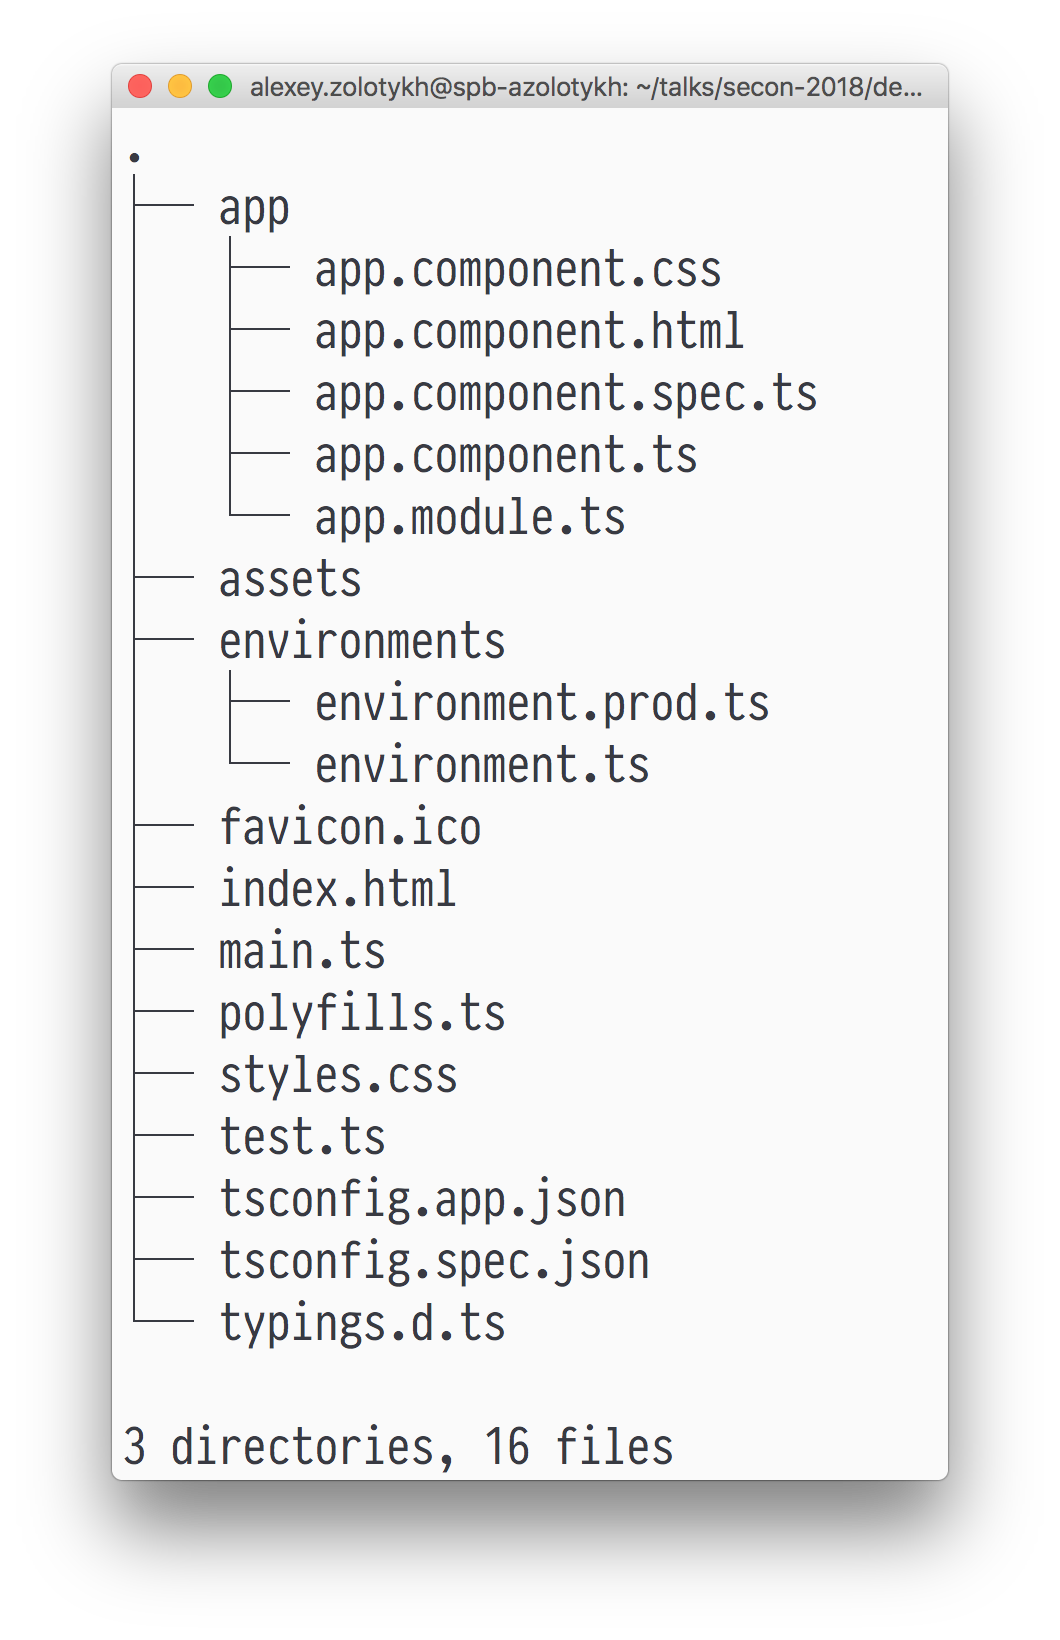 alexey.zolotykh@spb-azolotykh: ~/talks/secon-2018/de...
.
├── app
│   ├── app.component.css
│   ├── app.component.html
│   ├── app.component.spec.ts
│   ├── app.component.ts
│   └── app.module.ts
├── assets
├── environments
│   ├── environment.prod.ts
│   └── environment.ts
├── favicon.ico
├── index.html
├── main.ts
├── polyfills.ts
├── styles.css
├── test.ts
├── tsconfig.app.json
├── tsconfig.spec.json
└── typings.d.ts
3 directories, 16 files